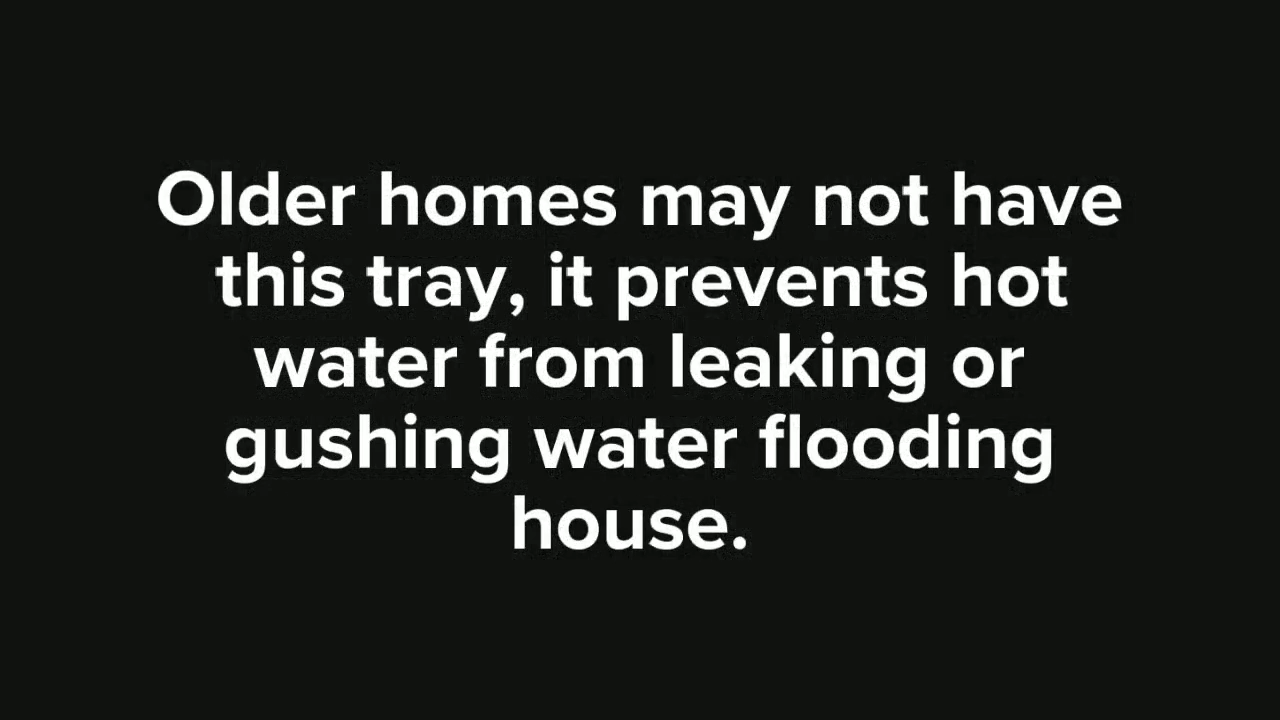 Older homes may not have
this tray, it prevents hot
water from leaking or
gushing water flooding
house.